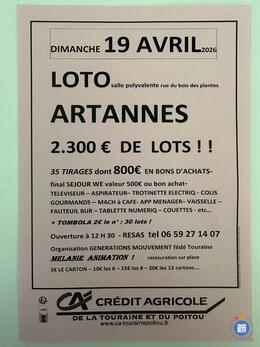 DIMANCHE 19 AVRIL 2026
LOTO salle polyvalente rue du bois des plantes
ARTANNES
2.300 € DE LOTS ! !
35 TIRAGES dont 800€ EN BONS D'ACHATS-
final SEJOUR WE valeur 500€ ou bon achat-
TELEVISEUR – ASPIRATEUR– TROTINETTE ELECTRIQ- COLIS
GOURMANDS – MACH à CAFE- APP MENAGER– VAISSELLE –
FAUTEUIL BUR – TABLETTE NUMERIQ – COUETTES – etc...
+ TOMBOLA 2€ le n° : 30 lots !
Ouverture à 12 H 30 - RESAS tel 06 59 27 14 07
Organisation GENERATIONS MOUVEMENT fédé Touraine
MELANIE ANIMATION ! restauration sur place
2€ LE CARTON – 10€ les 6 – 15€ les 8 – 20€ les 12 cartons....
CA CRÉDIT AGRICOLE
DE LA TOURAINE ET DU POITOU
www.ca-tourainepoitou.fr